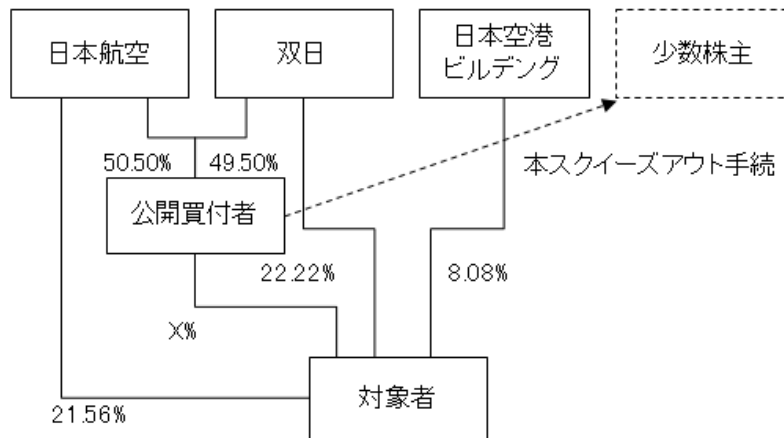 日本航空
双日
日本空港
ビルデング
少数株主
50.50%
49.50%
本スクイーズアウト手続
公開買付者
22.22%
8.08%
X%
対象者
21.56%